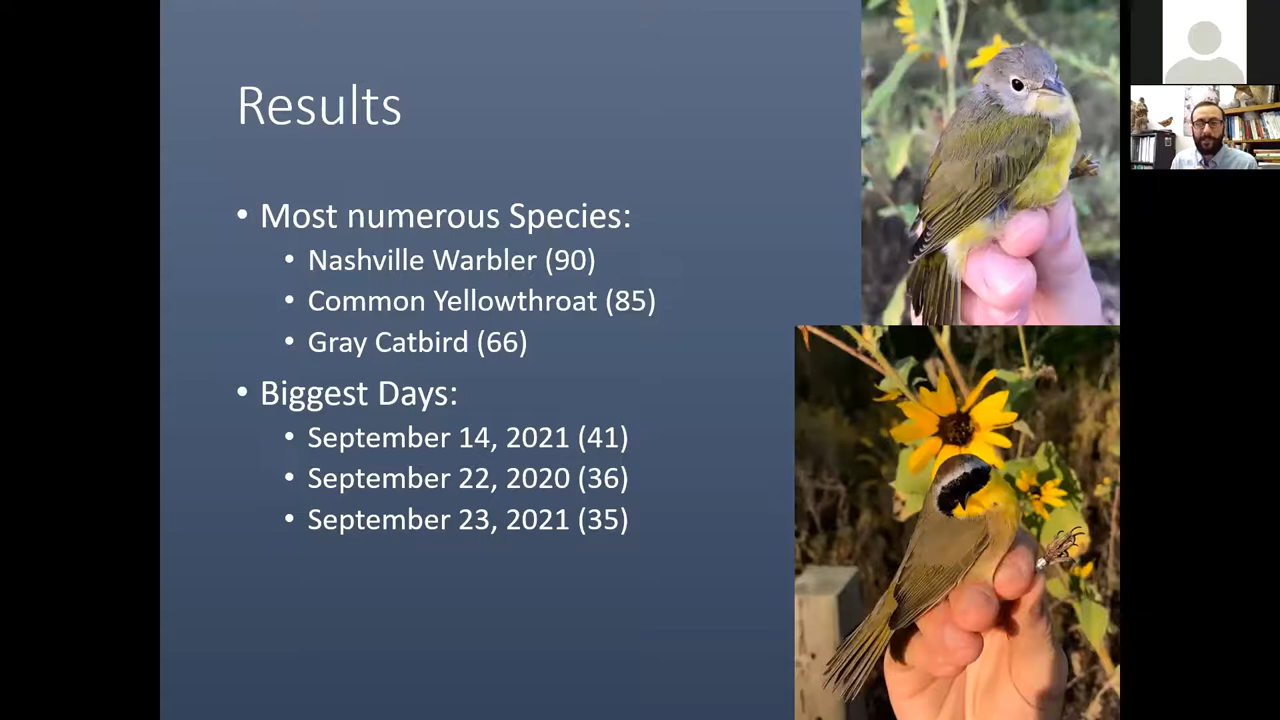 Results
• Most numerous Species:
• Nashville Warbler (90)
• Common Yellowthroat (85)
• Gray Catbird (66)
• Biggest Days:
• September 14, 2021 (41)
• September 22, 2020 (36)
• September 23, 2021 (35)